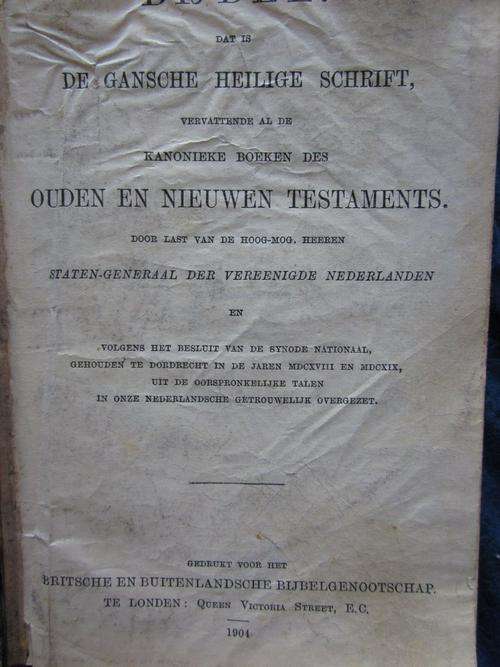 DAT IS
DE GANSCHE HEILIGE SCHRIFT,
VERVATTENDE AL DE
KANONIEKE BOEKEN DES
OUDEN EN NIEUWEN TESTAMENTS.
DOOR LAST VAN DE HOOG-MOG. HEEREN
STATEN-GENERAAL DER VEREENIGDE NEDERLANDEN
EN
VOLGENS HET BESLUIT VAN DE SYNODE NATIONAAL,
GEHOUDEN TE DORDRECHT IN DE JAREN MDCXVIII EN MDCXIX,
UIT DE OORSPRONKELIJKE TALEN
IN ONZE NEDERLANDSCHE GETROUWELIJK OVERGEZET.
GEDRUKT VOOR HET
BRITSCHE EN BUITENLANDSCHE BIJBELGENOOTSCHAP.
TE LONDEN: QUEEN VICTORIA STREET, E.C.
1904